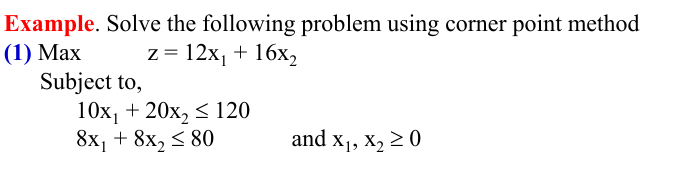 Example. Solve the following problem using corner point method
(1) Max z = 12x₁ + 16x₂
Subject to,
10x₁ + 20x₂ ≤ 120
8x₁ + 8x₂ ≤ 80 and x₁, x₂ ≥ 0